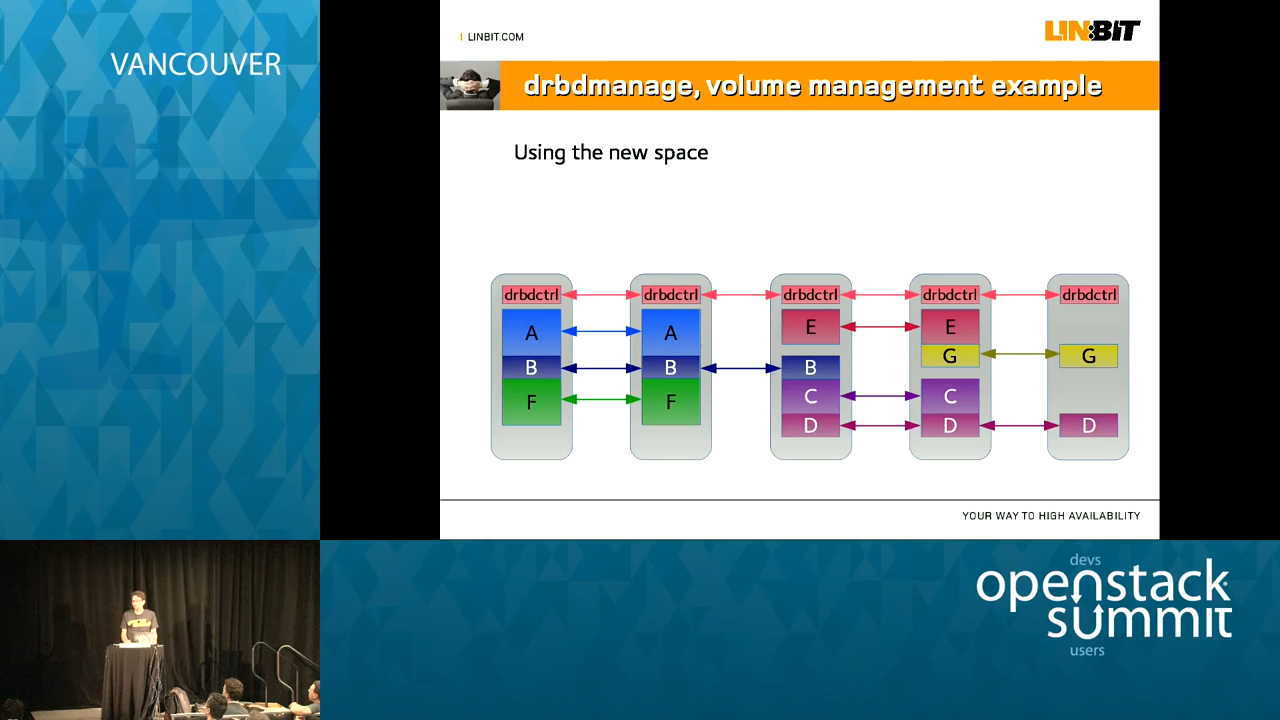 VANCOUVER
LINBIT.COM
LINBIT
drbdmanage, volume management example
Using the new space
drbdctrl drbdctrl drbdctrl drbdctrl drbdctrl
A A E E
G G
B B B
F F C C
D D D
YOUR WAY TO HIGH AVAILABILITY
devs
openstack
summit
users